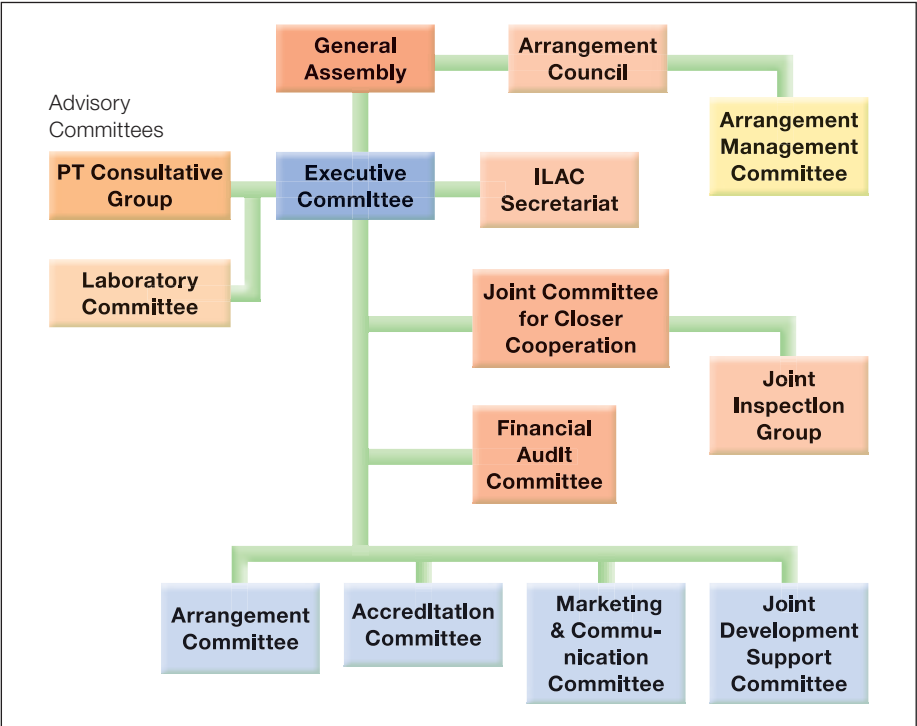 General
Assembly
Arrangement
Council
Arrangement
Management
Committee
Advisory
Committees
PT Consultative
Group
Executive
Committee
ILAC
Secretariat
Laboratory
Committee
Joint Committee
for Closer
Cooperation
Joint
Inspection
Group
Financial
Audit
Committee
Arrangement
Committee
Accreditation
Committee
Marketing
& Commu-
nication
Committee
Joint
Development
Support
Committee